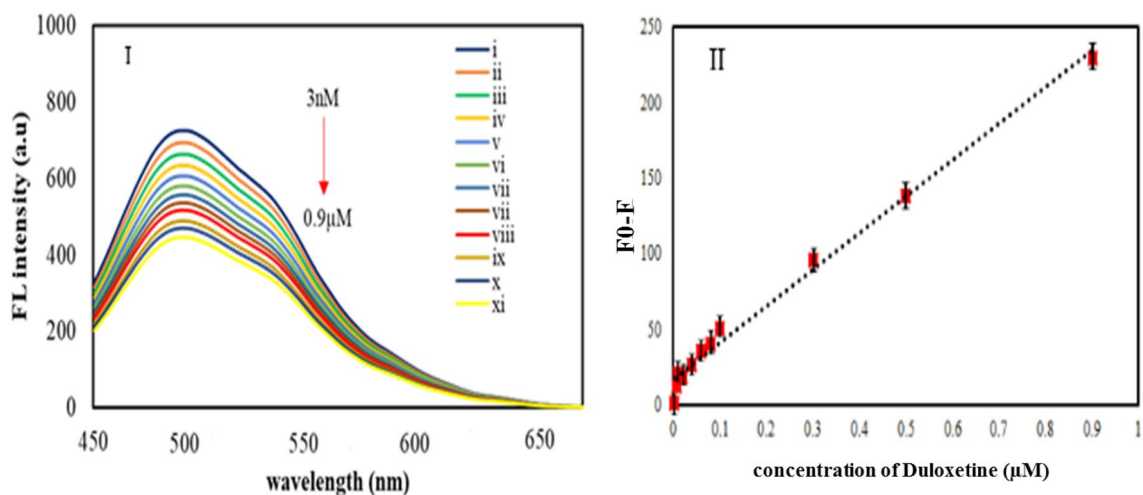 I
1000
800
600
400
200
0
FL intensity (a.u)
450 500 550 600 650
wavelength (nm)
3nM
0.9µM
i
ii
iii
iv
v
vi
vii
vii
viii
ix
x
xi
II
250
200
150
100
50
0
F0-F
0 0.1 0.2 0.3 0.4 0.5 0.6 0.7 0.8 0.9 1
concentration of Duloxetine (µM)